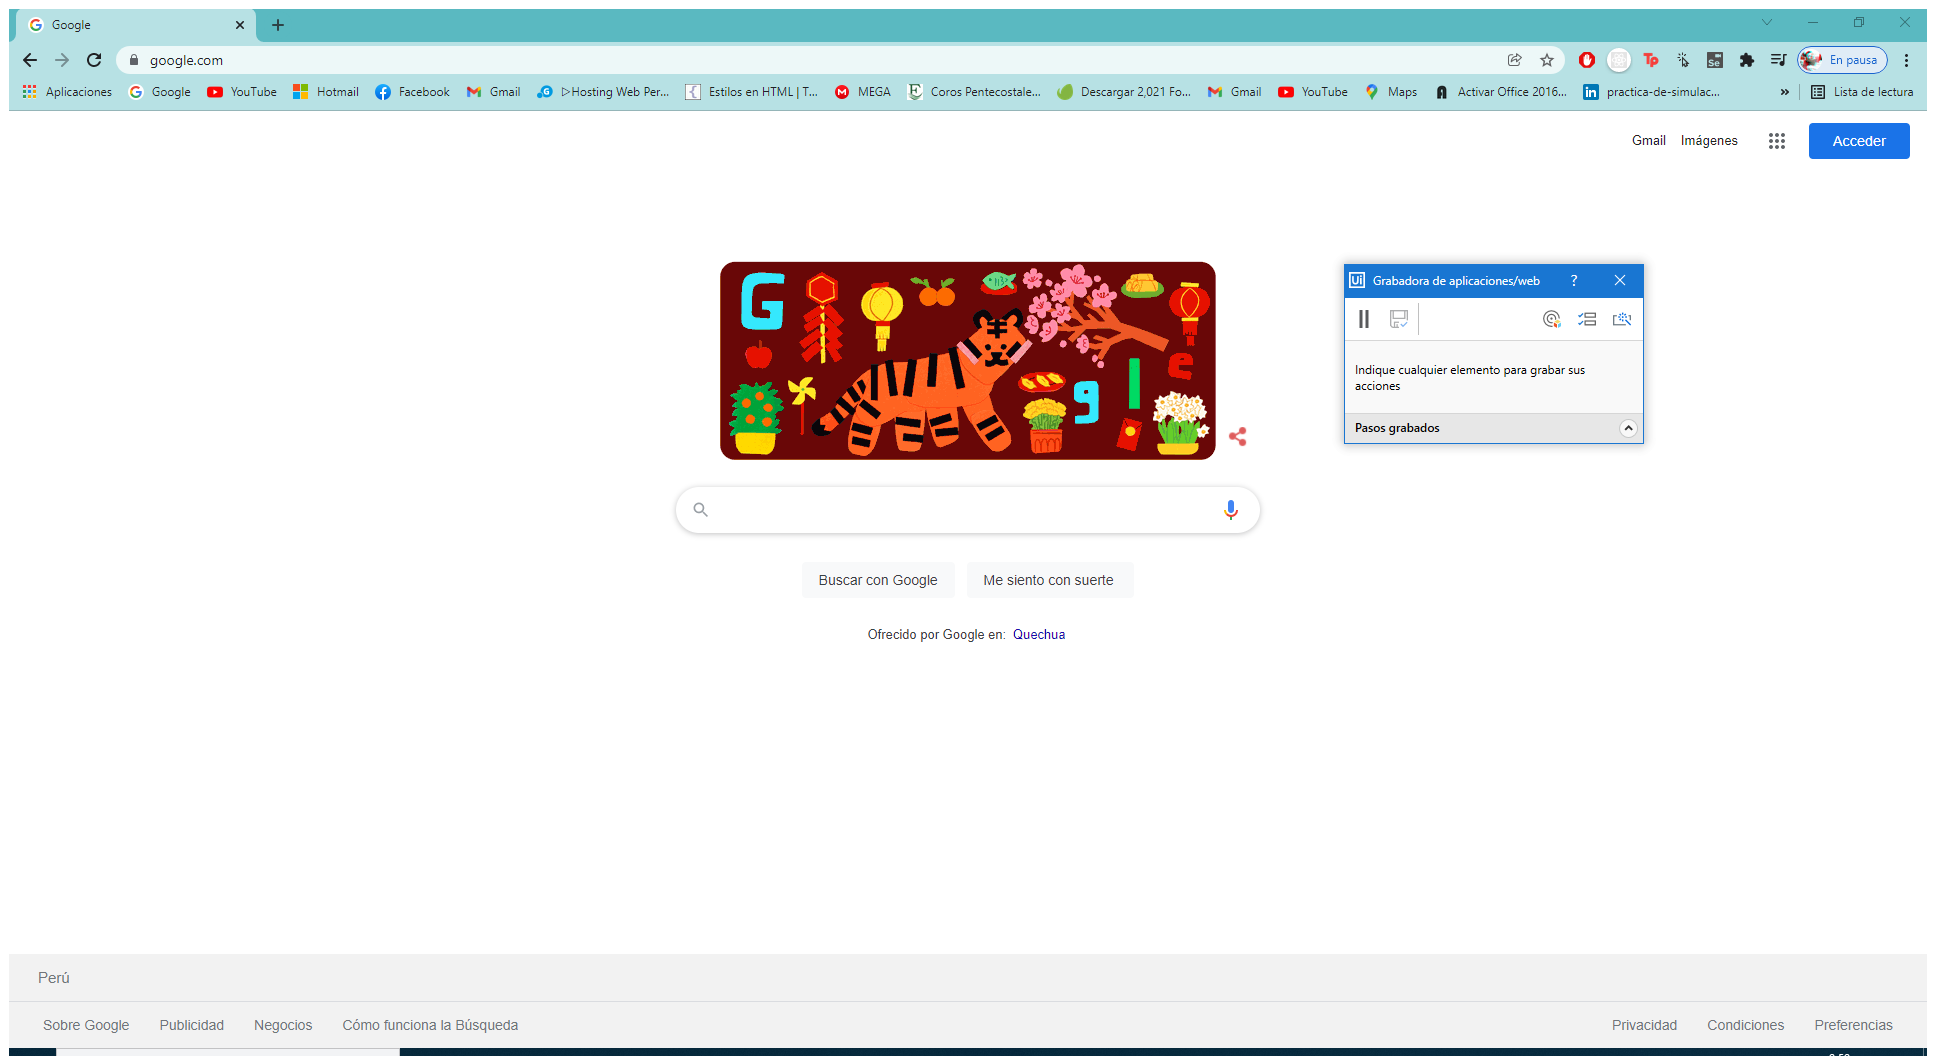 Google
google.com
En pausa
Aplicaciones Google YouTube Hotmail Facebook Gmail ▷Hosting Web Per... Estilos en HTML | T... MEGA Coros Pentecostale... Descargar 2,021 Fo... Gmail YouTube Maps Activar Office 2016... practica-de-simulac... » Lista de lectura
Gmail Imágenes Acceder
G
g
l
e
Ui Grabadora de aplicaciones/web ?
Indique cualquier elemento para grabar sus
acciones
Pasos grabados
Buscar con Google Me siento con suerte
Ofrecido por Google en: Quechua
Perú
Sobre Google Publicidad Negocios Cómo funciona la Búsqueda Privacidad Condiciones Preferencias